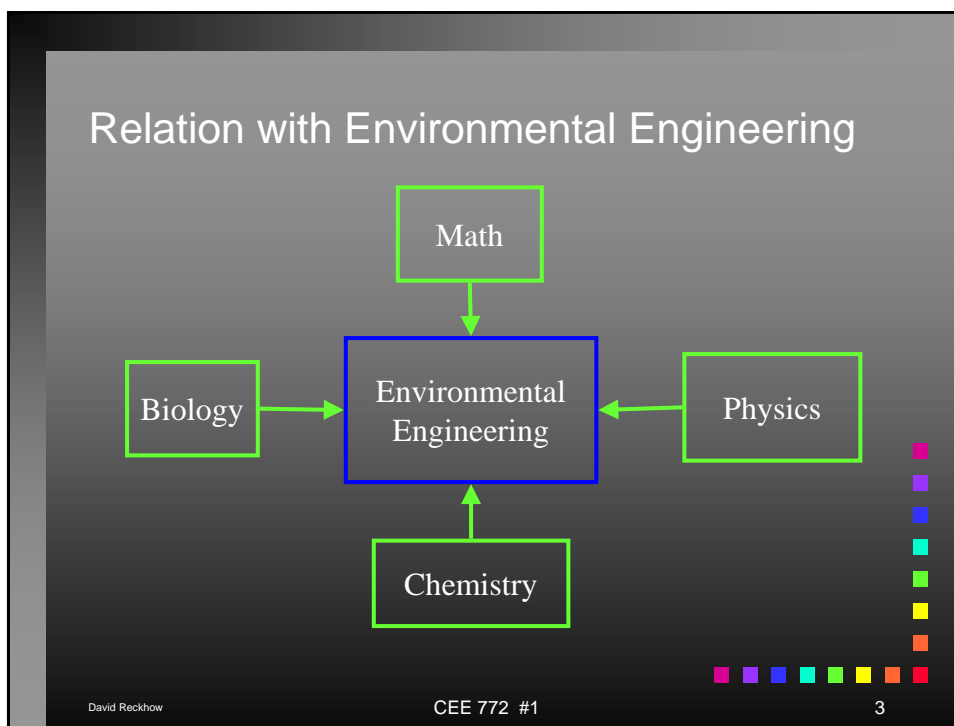 Relation with Environmental Engineering
Math
Biology
Environmental
Engineering
Physics
Chemistry
David Reckhow
CEE 772 #1
3